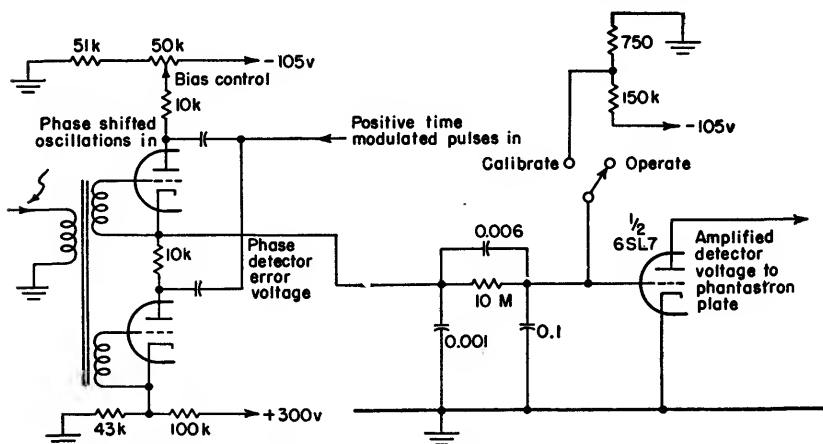 51k
50k
-105v
Bias control
10k
Phase shifted
oscillations in
Positive time
modulated pulses in
750
150k
-105v
Calibrate
Operate
10k
Phase
detector
error
voltage
0.006
10 M
0.001
0.1
1/2
6SL7
Amplified
detector
voltage to
phantastron
plate
43k
100k
+300v